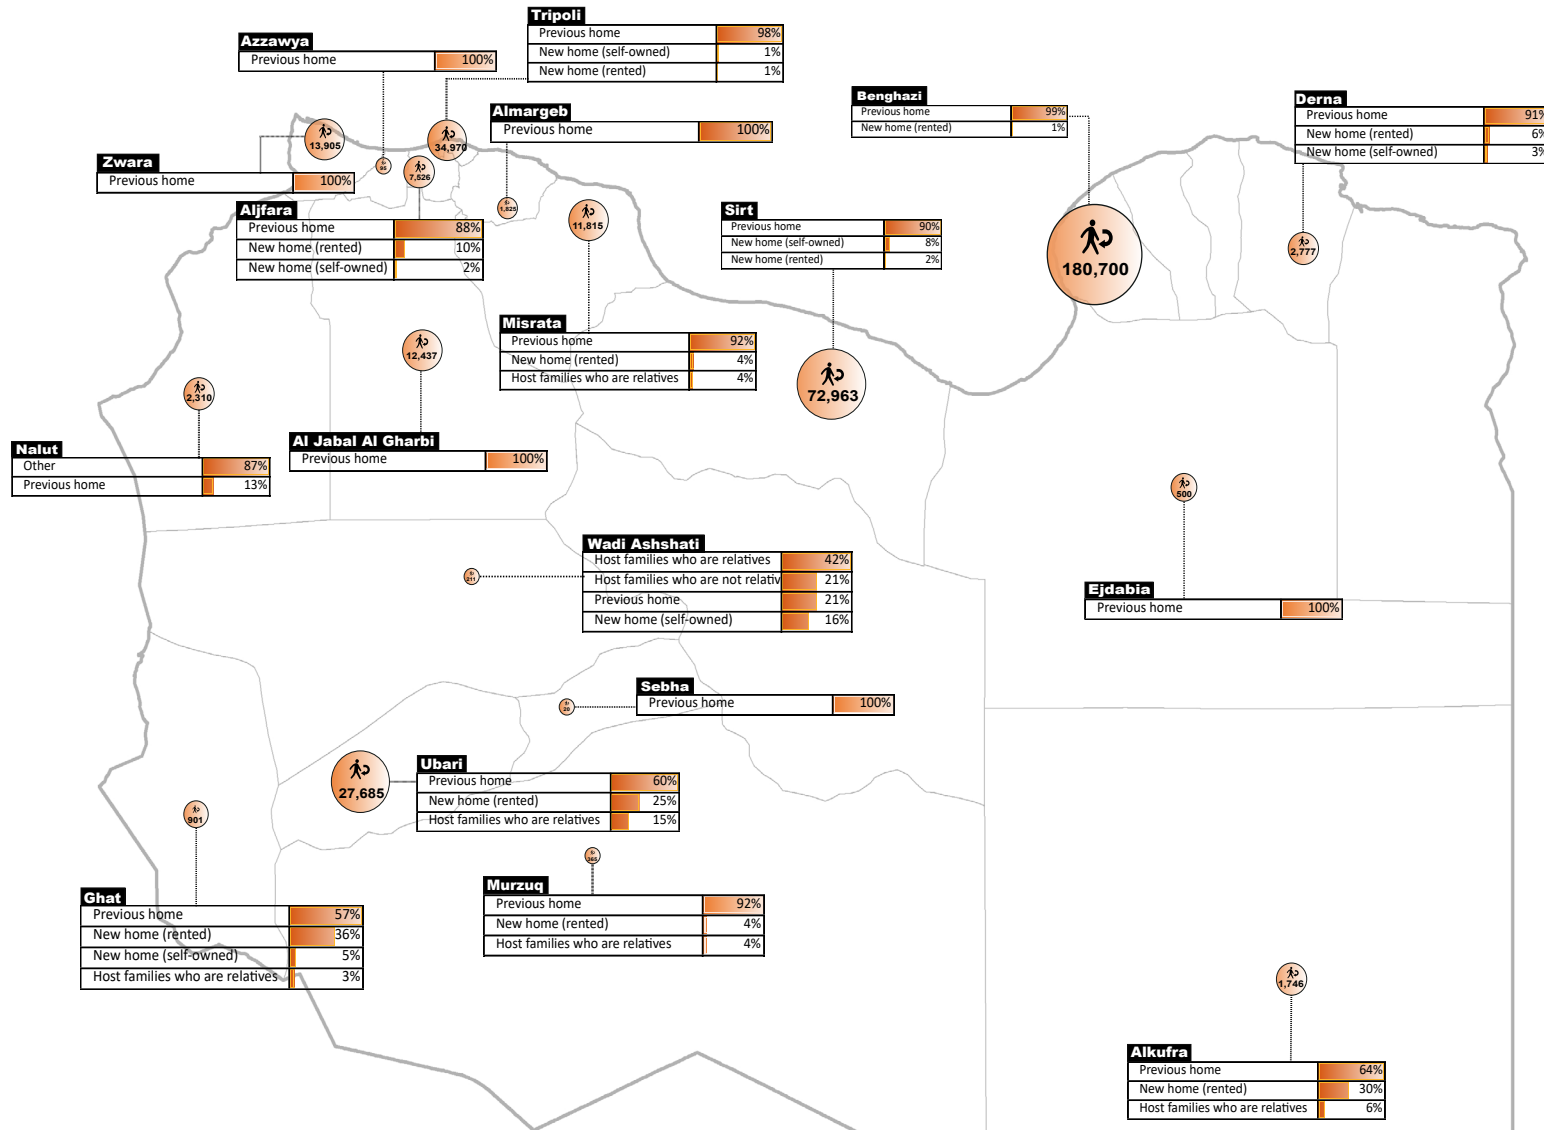 Tripoli
Previous home 98%
New home (self-owned) 1%
New home (rented) 1%
Azzawya
Previous home 100%
Almargeb
Previous home 100%
Benghazi
Previous home 99%
New home (rented) 1%
Derna
Previous home 91%
New home (rented) 6%
New home (self-owned) 3%
13,905
34,970
95
7,526
1,825
Zwara
Previous home 100%
Aljfara
Previous home 88%
New home (rented) 10%
New home (self-owned) 2%
11,815
Sirt
Previous home 90%
New home (self-owned) 8%
New home (rented) 2%
180,700
2,777
Misrata
Previous home 92%
New home (rented) 4%
Host families who are relatives 4%
12,437
72,963
2,310
Nalut
Other 87%
Previous home 13%
Al Jabal Al Gharbi
Previous home 100%
500
Wadi Ashshati
Host families who are relatives 42%
Host families who are not relativ 21%
Previous home 21%
New home (self-owned) 16%
211
Ejdabia
Previous home 100%
Sebha
Previous home 100%
20
Ubari
Previous home 60%
New home (rented) 25%
Host families who are relatives 15%
27,685
901
365
Ghat
Previous home 57%
New home (rented) 36%
New home (self-owned) 5%
Host families who are relatives 3%
Murzuq
Previous home 92%
New home (rented) 4%
Host families who are relatives 4%
1,746
Alkufra
Previous home 64%
New home (rented) 30%
Host families who are relatives 6%